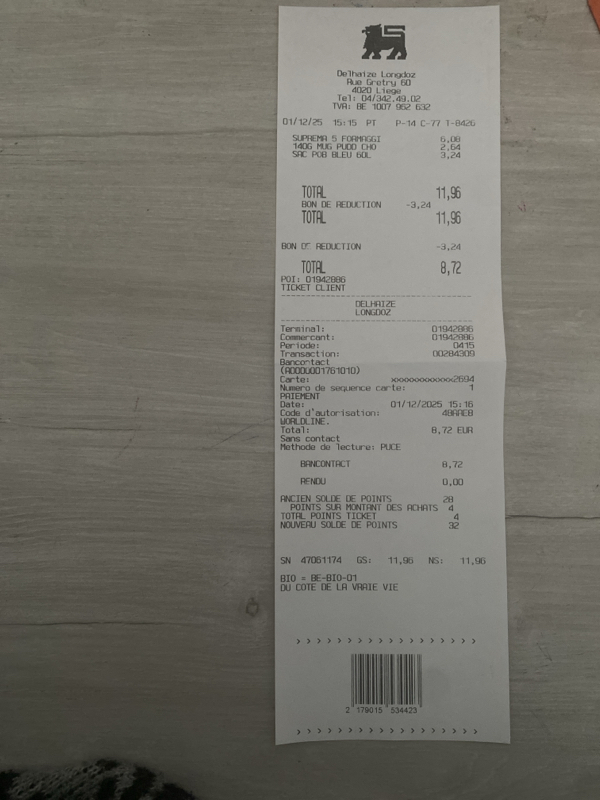 Delhaize Longdoz
Rue Gretry 60
4020 Liege
Tel: 04/342.49.02
TVA: BE 1007 962 632
01/12/25 15:15 PT P-14 C-77 T-8426
SUPREMA 5 FORMAGGI 6,08
140G MUG PUDD CHO 2,64
SAC POB BLEU 60L 3,24
TOTAL 11,96
BON DE REDUCTION -3,24
TOTAL 11,96
BON DE REDUCTION -3,24
TOTAL 8,72
POI: 01942886
TICKET CLIENT
DELHAIZE
LONGDOZ
Terminal: 01942886
Commercant: 01942886
Periode: 0415
Transaction: 00284309
Bancontact
(A0000001761010)
Carte: xxxxxxxxxxxxx2694
Numero de sequence carte: 1
PAIEMENT
Date: 01/12/2025 15:16
Code d'autorisation: 48AAEB
WORLDLINE.
Total: 8,72 EUR
Sans contact
Methode de lecture: PUCE
BANCONTACT 8,72
RENDU 0,00
ANCIEN SOLDE DE POINTS 28
POINTS SUR MONTANT DES ACHATS 4
TOTAL POINTS TICKET 4
NOUVEAU SOLDE DE POINTS 32
SN 47061174 GS: 11,96 NS: 11,96
BIO = BE-BIO-01
DU COTE DE LA VRAIE VIE
> > > > > > > > > > > > > > > > >
2 179015 534423
> > > > > > > > > > > > > > > > >